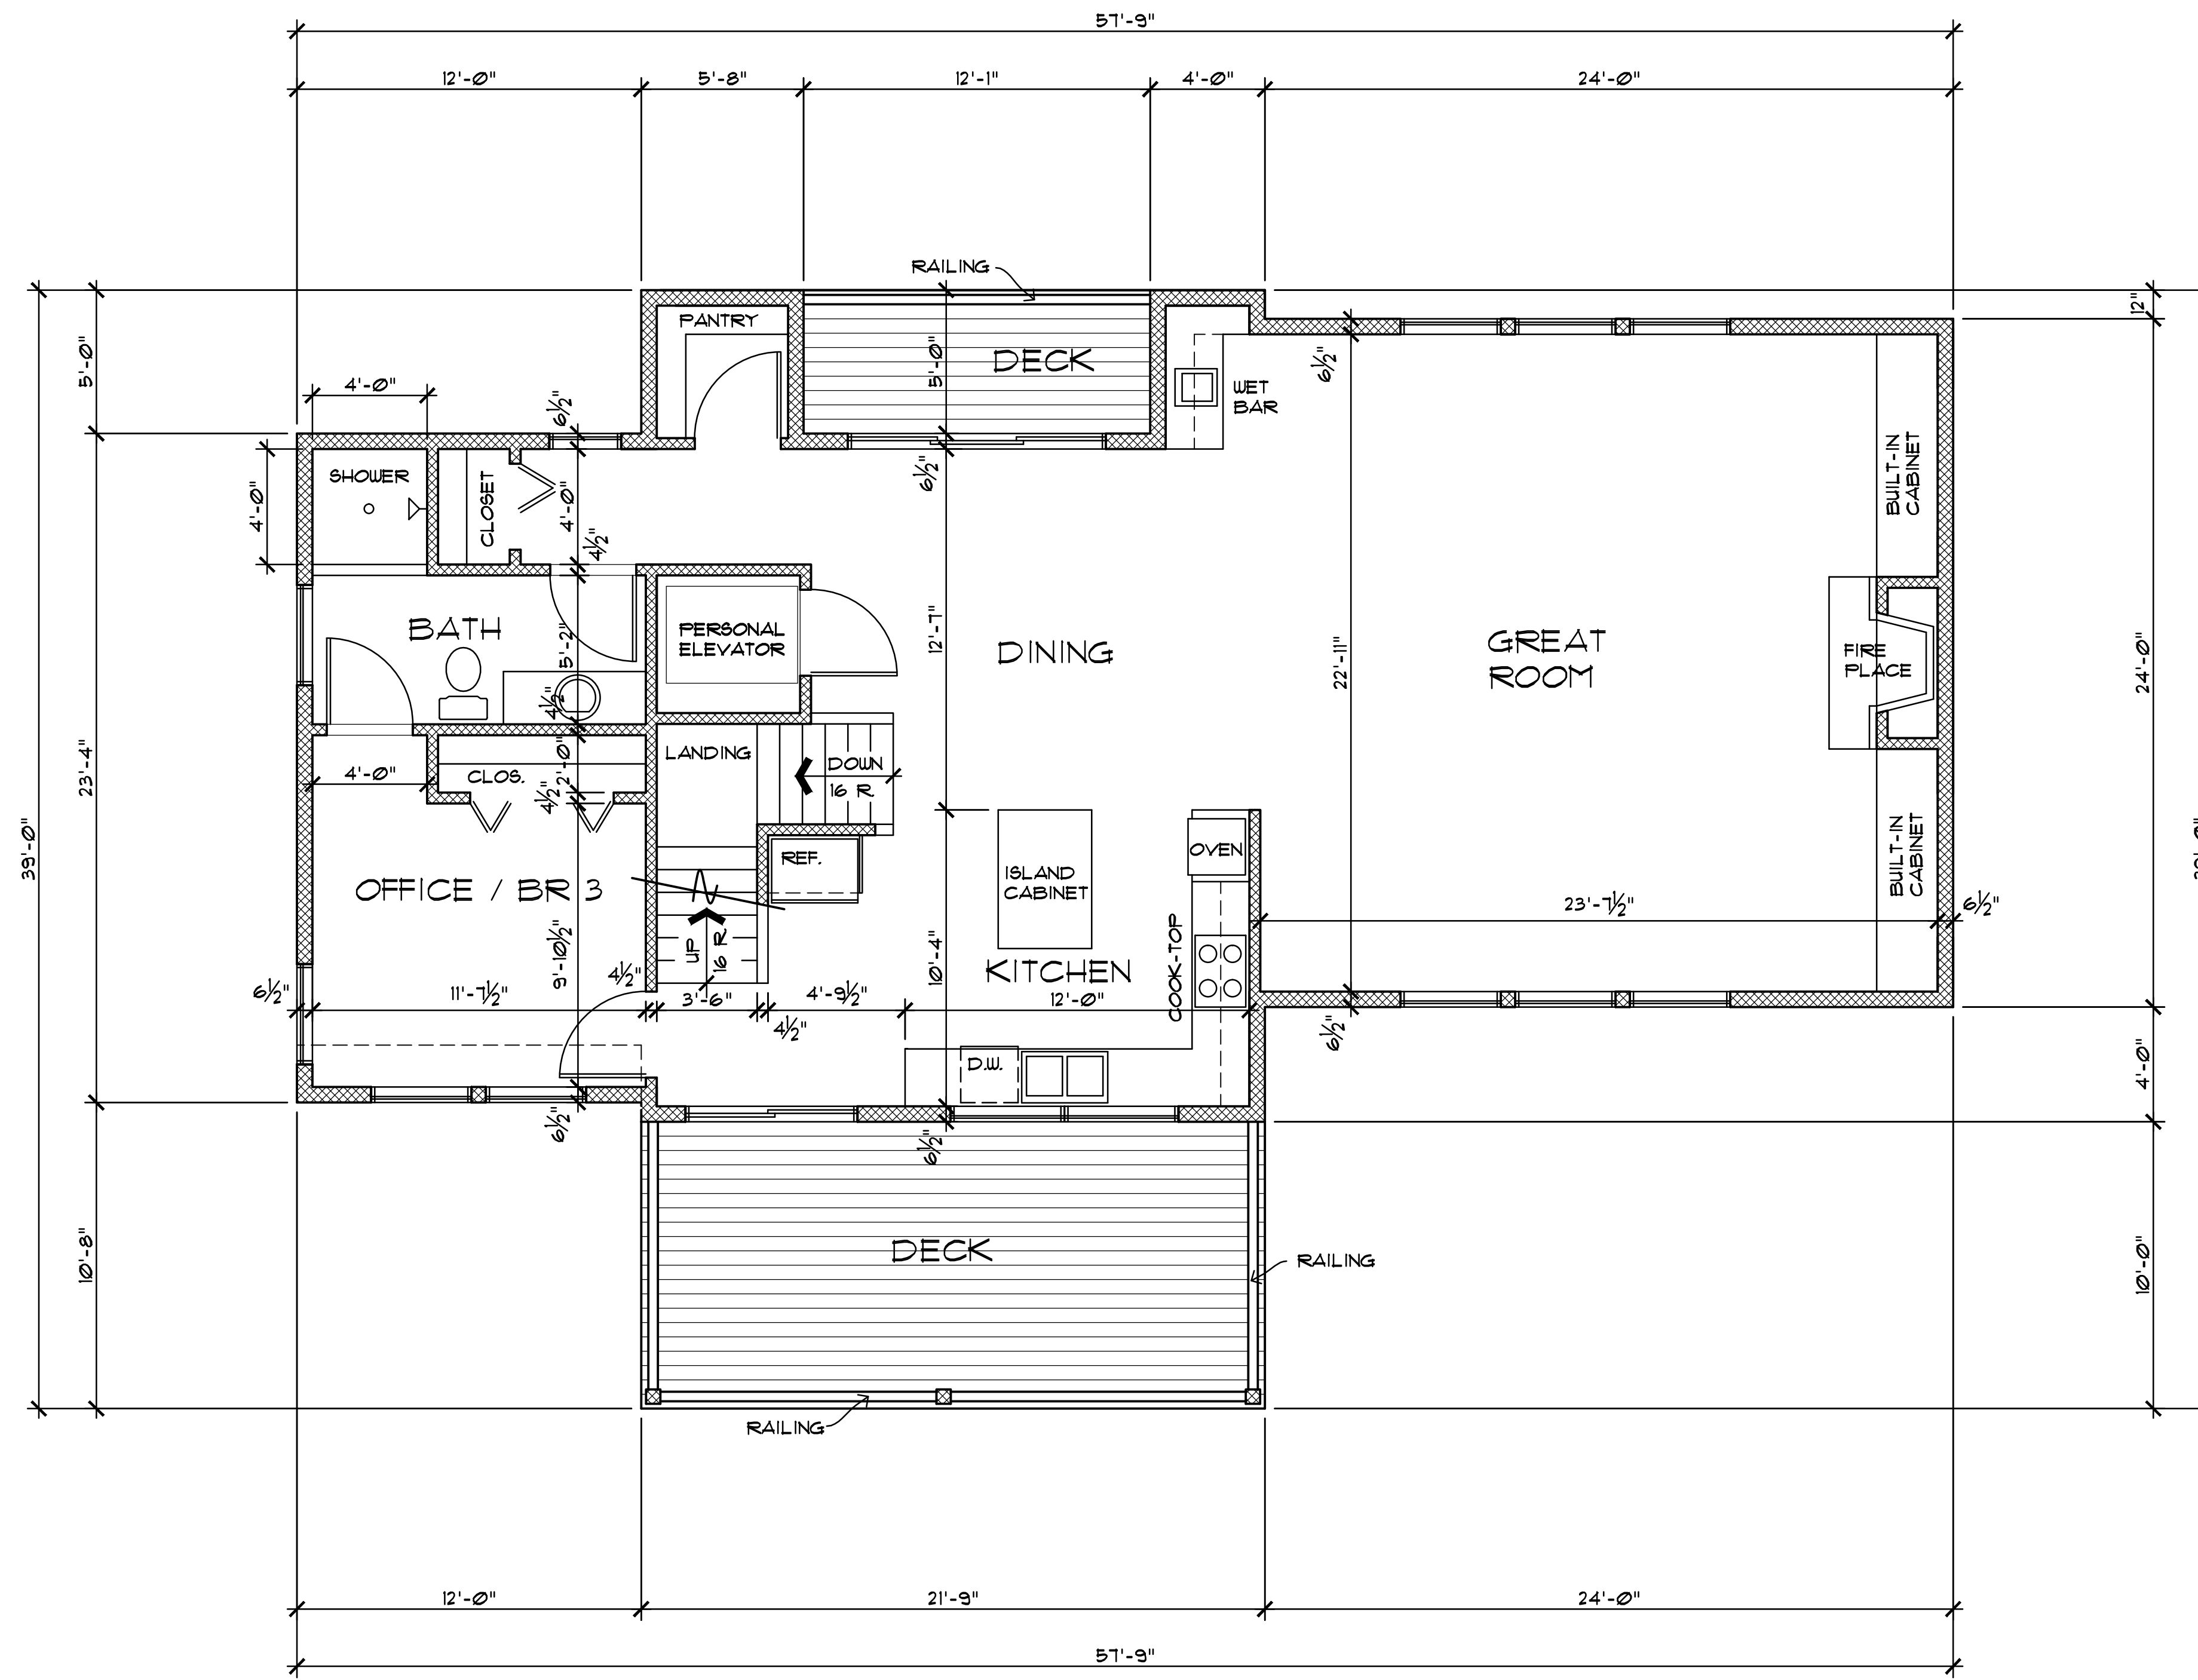 57'-9"
12'-0" 5'-8" 12'-1" 4'-0" 24'-0"
RAILING
12"
PANTRY
DECK
5'-0"
5'-0"
6½"
WET
BAR
4'-0"
6½"
6½"
SHOWER
CLOSET
4'-0"
4'-0"
4½"
BUILT-IN
CABINET
BATH
5'-2"
4½"
PERSONAL
ELEVATOR
12'-7"
DINING
22'-11"
GREAT
ROOM
FIRE
PLACE
24'-0"
23'-4"
39'-0"
4'-0"
CLOS.
2'-0"
4½"
LANDING
DOWN
16 R
REF.
ISLAND
CABINET
OVEN
BUILT-IN
CABINET
OFFICE / BR 3
9'-10½"
UP
16 R
10'-4"
KITCHEN
COOK-TOP
23'-7½"
6½"
6½"
11'-7½"
4½"
3'-6"
4½"
4'-9½"
12'-0"
6½"
D.W.
4'-0"
6½"
6½"
DECK
RAILING
10'-8"
10'-0"
RAILING
12'-0" 21'-9" 24'-0"
57'-9"